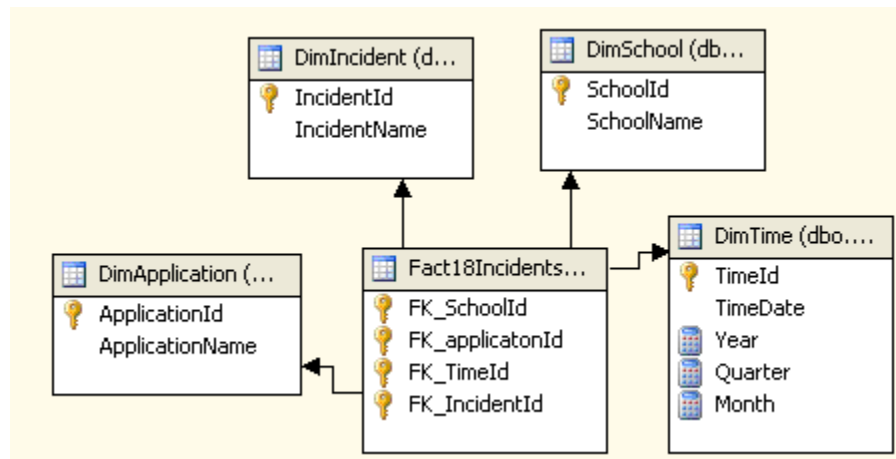 DimIncident (d...
IncidentId
IncidentName
DimSchool (db...
SchoolId
SchoolName
DimApplication (...
ApplicationId
ApplicationName
Fact18Incidents...
FK_SchoolId
FK_applicatonId
FK_TimeId
FK_IncidentId
DimTime (dbo....
TimeId
TimeDate
Year
Quarter
Month